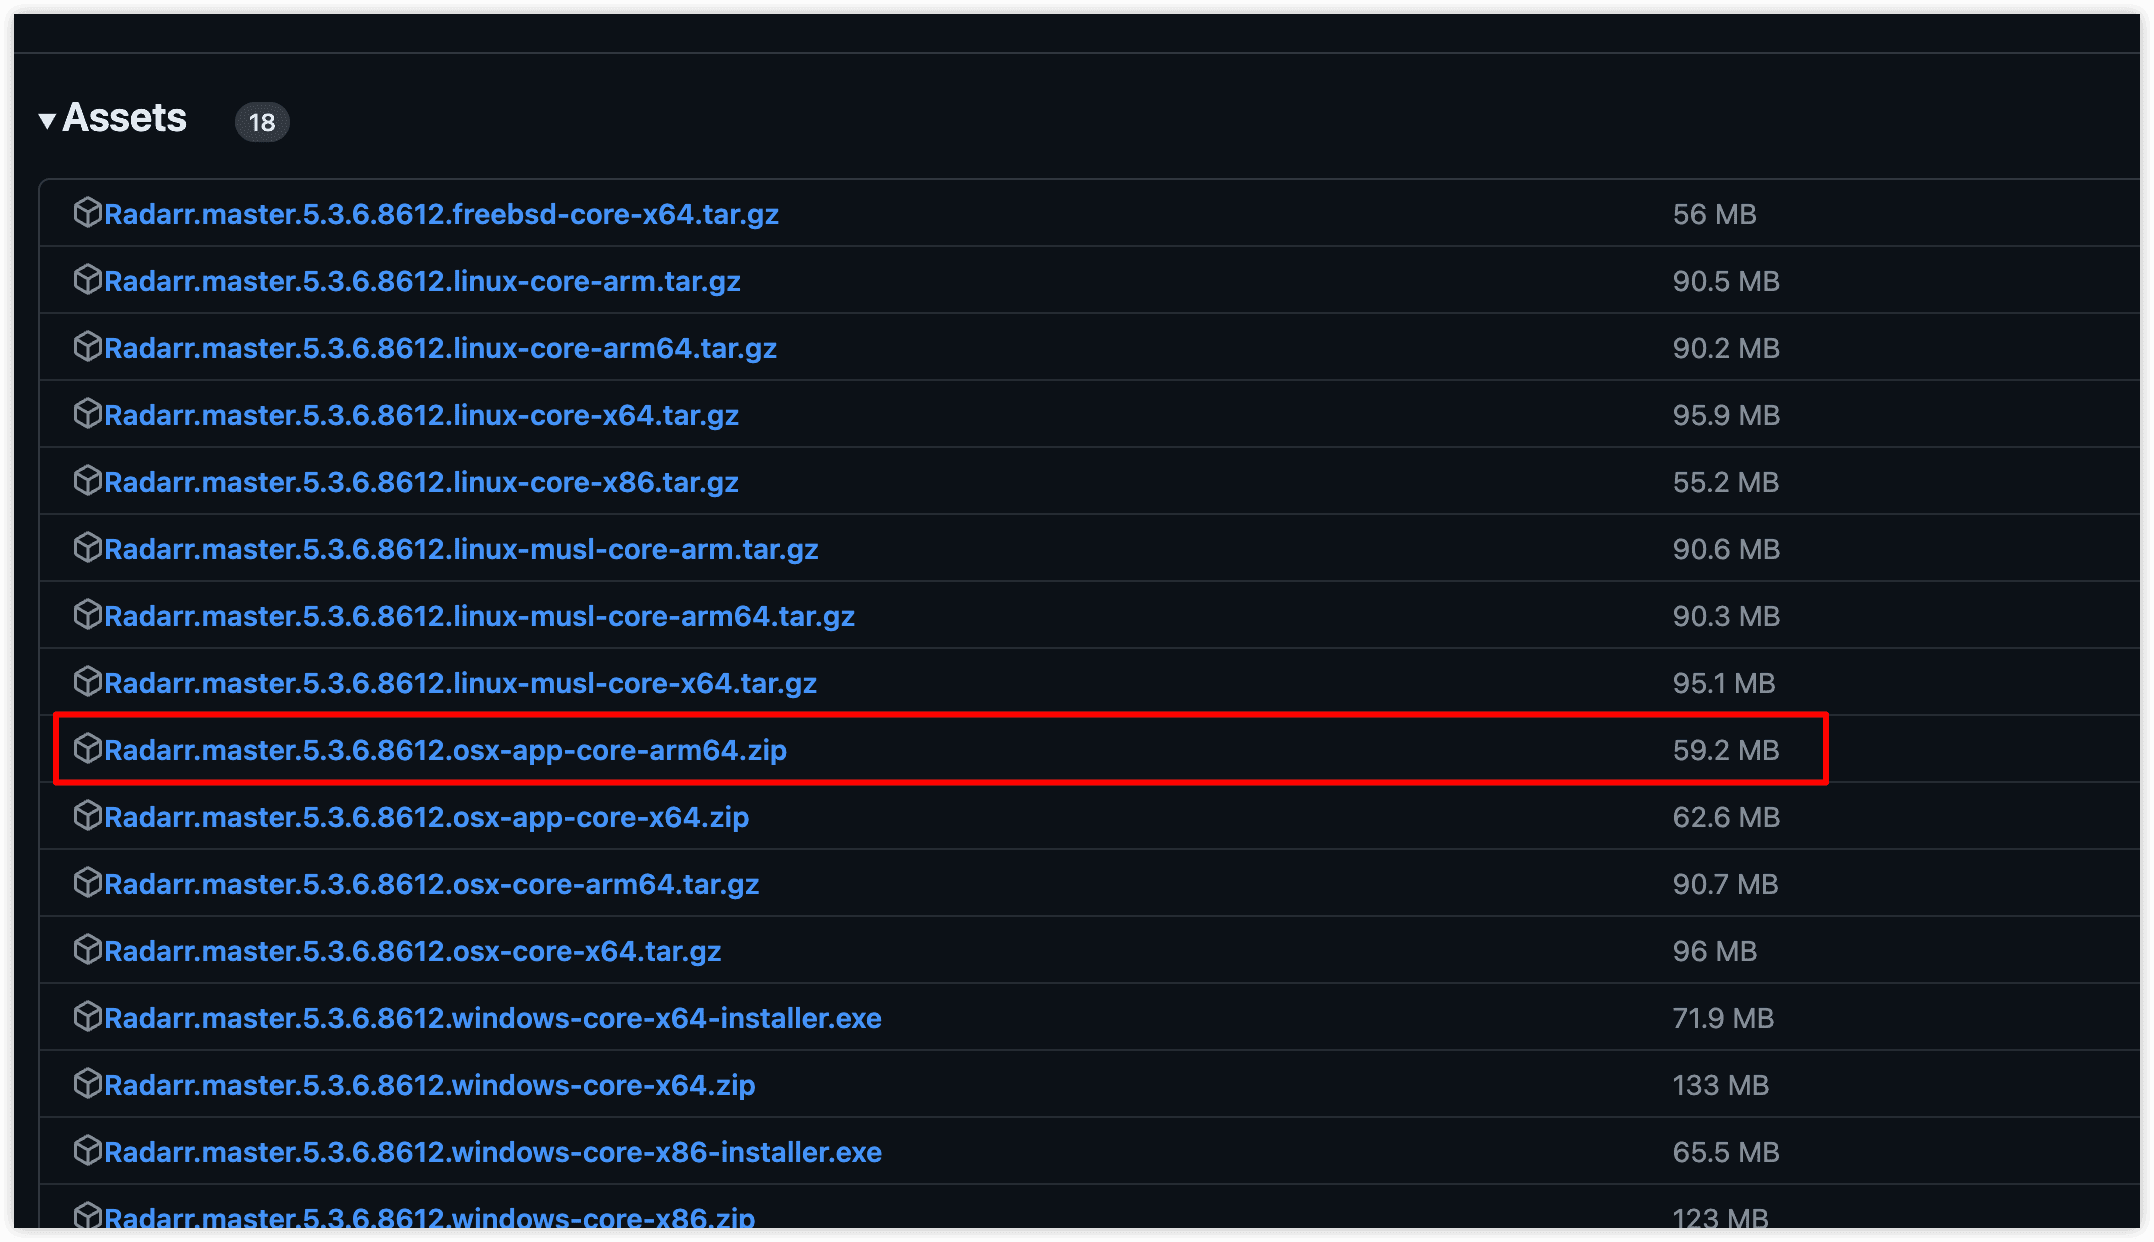 Assets 18
Radarr.master.5.3.6.8612.freebsd-core-x64.tar.gz 56 MB
Radarr.master.5.3.6.8612.linux-core-arm.tar.gz 90.5 MB
Radarr.master.5.3.6.8612.linux-core-arm64.tar.gz 90.2 MB
Radarr.master.5.3.6.8612.linux-core-x64.tar.gz 95.9 MB
Radarr.master.5.3.6.8612.linux-core-x86.tar.gz 55.2 MB
Radarr.master.5.3.6.8612.linux-musl-core-arm.tar.gz 90.6 MB
Radarr.master.5.3.6.8612.linux-musl-core-arm64.tar.gz 90.3 MB
Radarr.master.5.3.6.8612.linux-musl-core-x64.tar.gz 95.1 MB
Radarr.master.5.3.6.8612.osx-app-core-arm64.zip 59.2 MB
Radarr.master.5.3.6.8612.osx-app-core-x64.zip 62.6 MB
Radarr.master.5.3.6.8612.osx-core-arm64.tar.gz 90.7 MB
Radarr.master.5.3.6.8612.osx-core-x64.tar.gz 96 MB
Radarr.master.5.3.6.8612.windows-core-x64-installer.exe 71.9 MB
Radarr.master.5.3.6.8612.windows-core-x64.zip 133 MB
Radarr.master.5.3.6.8612.windows-core-x86-installer.exe 65.5 MB
Radarr.master.5.3.6.8612.windows-core-x86.zip 123 MB